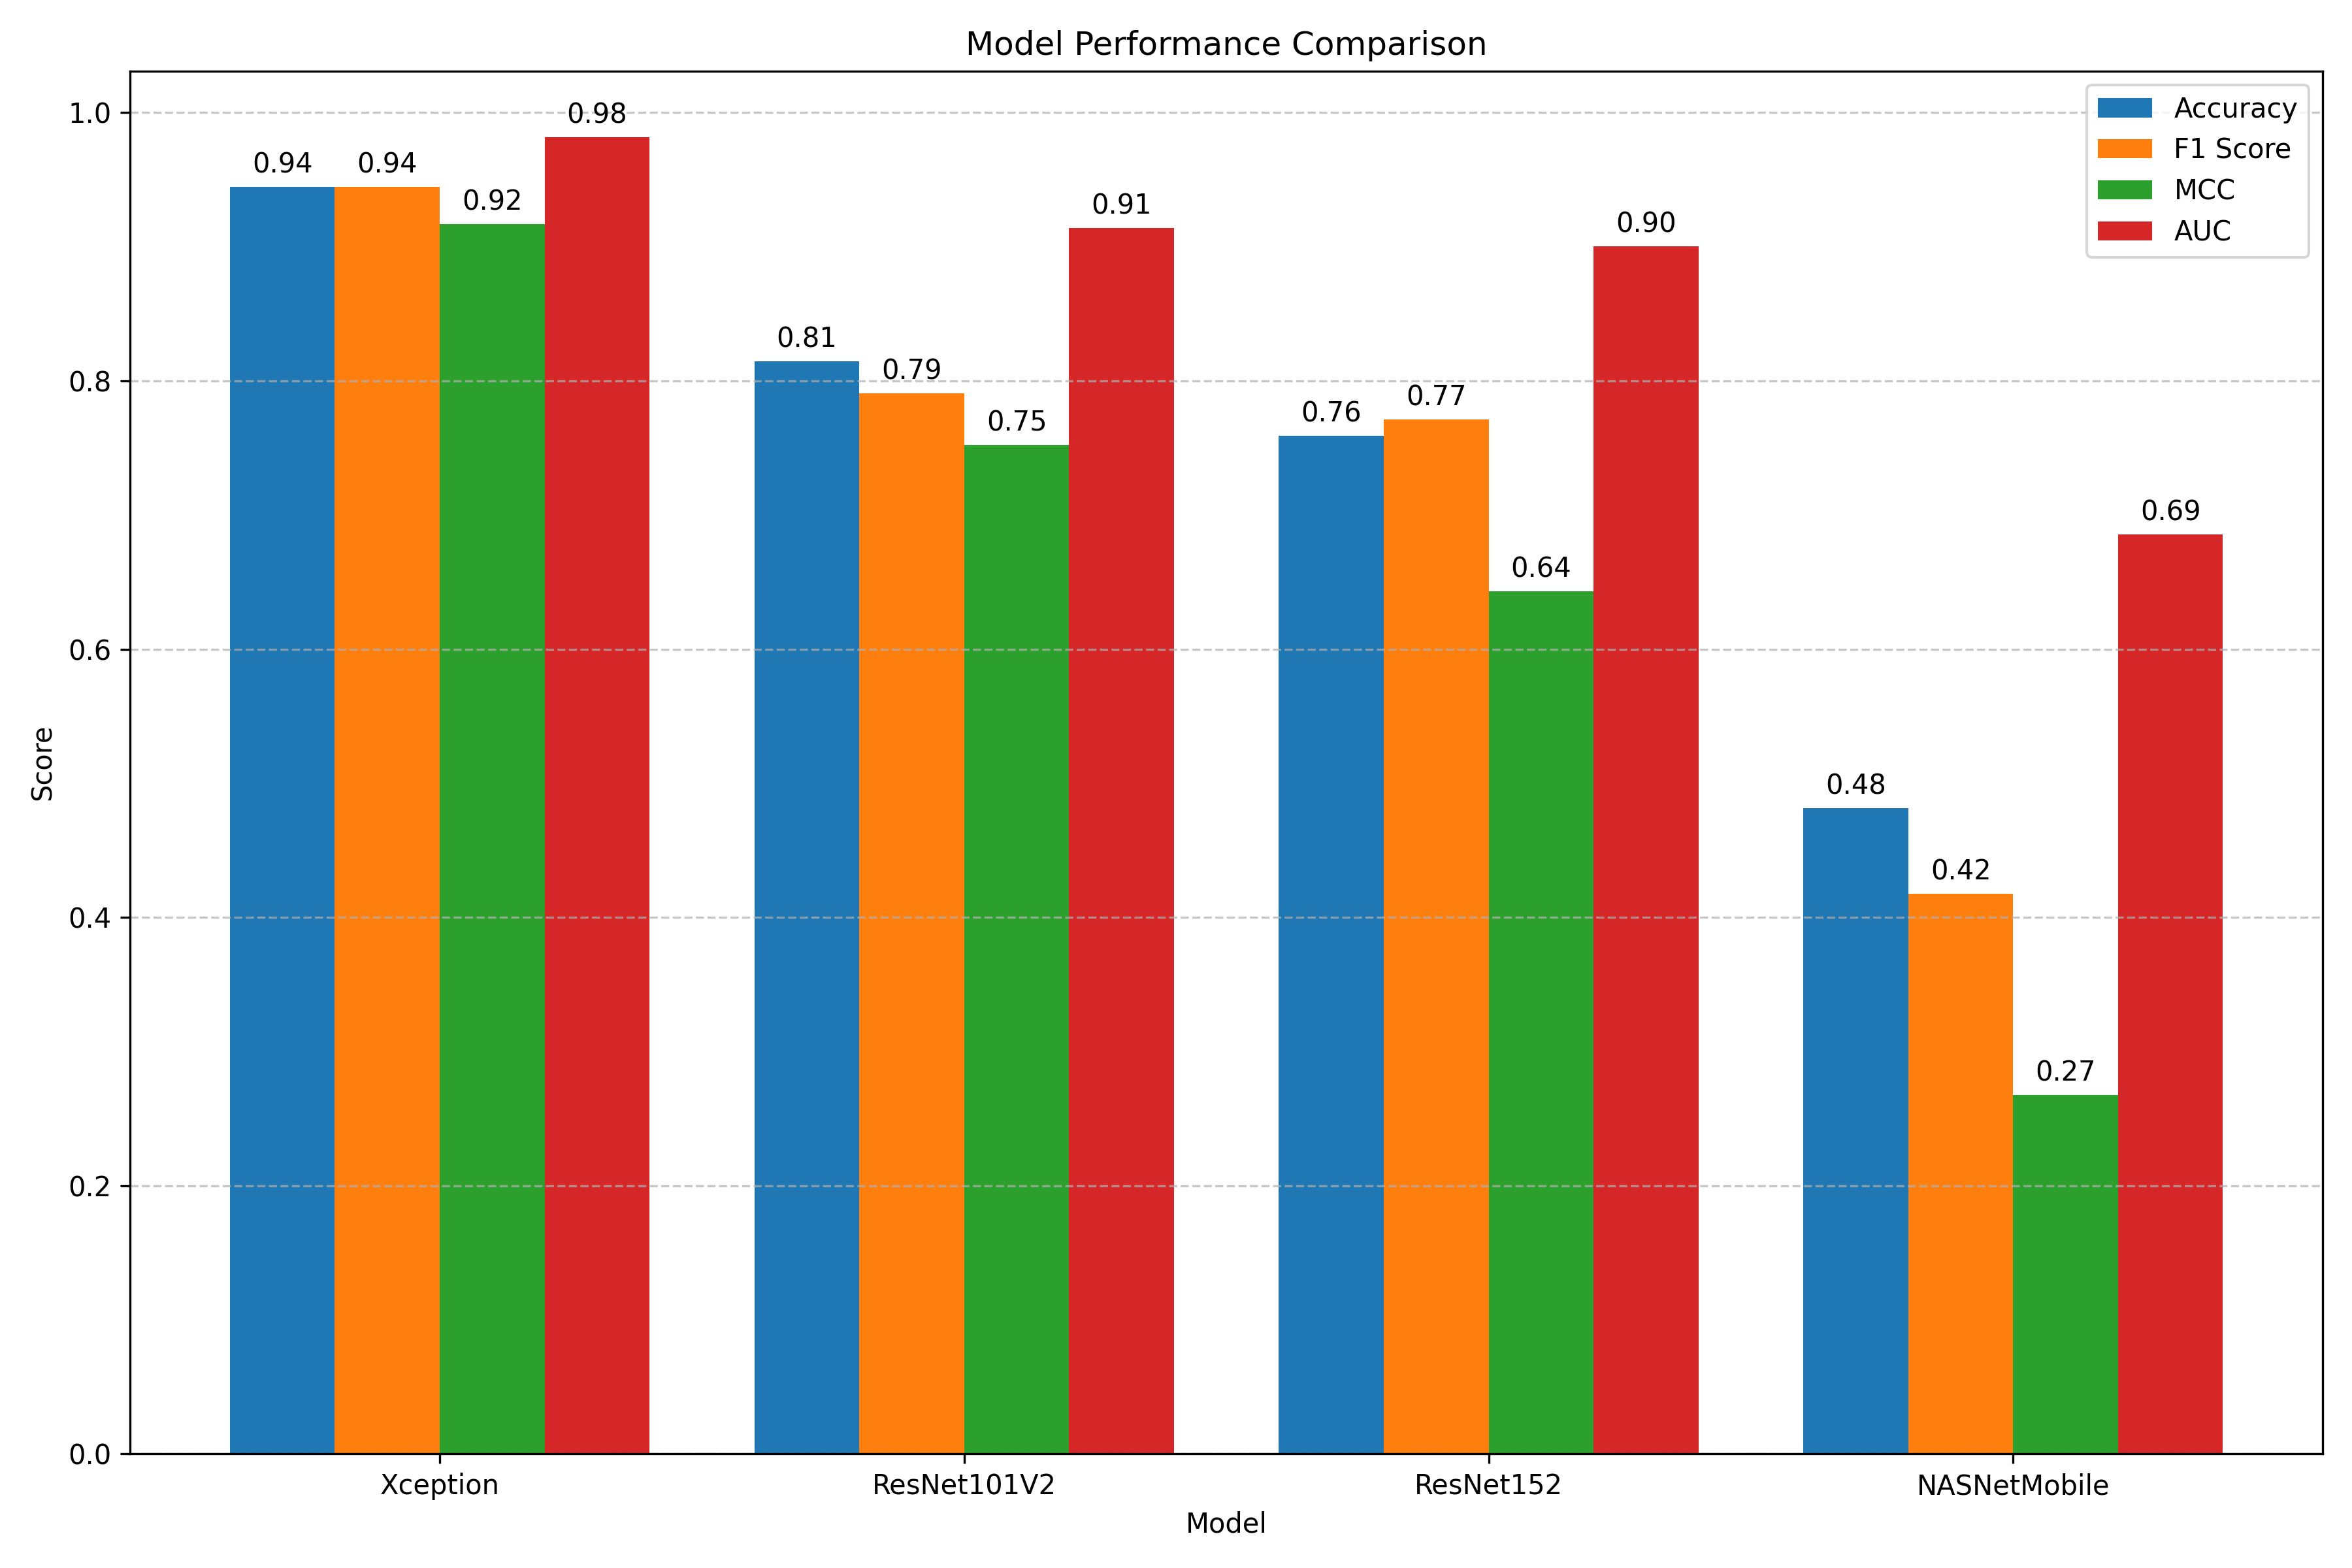 Model Performance Comparison
Accuracy
F1 Score
MCC
AUC
1.0
0.8
0.6
0.4
0.2
0.0
Score
0.94
0.94
0.92
0.98
0.81
0.79
0.75
0.91
0.76
0.77
0.64
0.90
0.48
0.42
0.27
0.69
Xception
ResNet101V2
ResNet152
NASNetMobile
Model